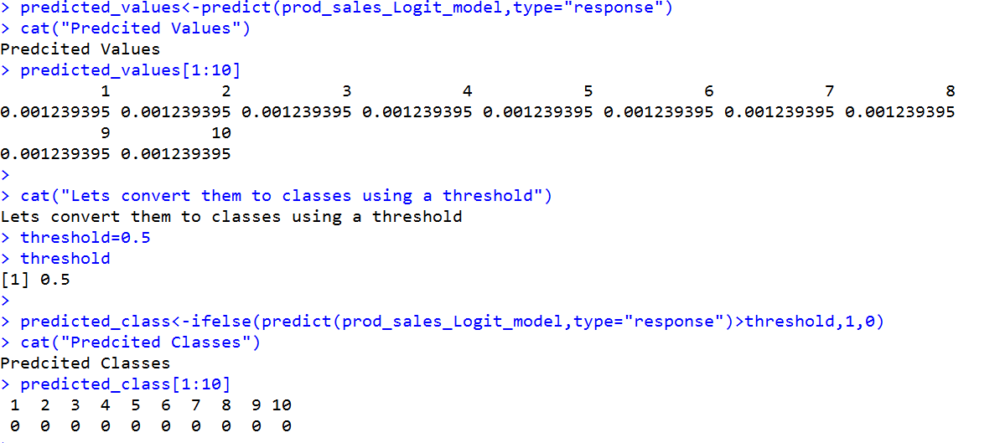 > predicted_values<-predict(prod_sales_Logit_model,type="response")
> cat("Predcited Values")
Predcited Values
> predicted_values[1:10]
          1           2           3           4           5           6           7           8
0.001239395 0.001239395 0.001239395 0.001239395 0.001239395 0.001239395 0.001239395 0.001239395
          9          10
0.001239395 0.001239395
>
> cat("Lets convert them to classes using a threshold")
Lets convert them to classes using a threshold
> threshold=0.5
> threshold
[1] 0.5
>
> predicted_class<-ifelse(predict(prod_sales_Logit_model,type="response")>threshold,1,0)
> cat("Predcited Classes")
Predcited Classes
> predicted_class[1:10]
 1  2  3  4  5  6  7  8  9 10
 0  0  0  0  0  0  0  0  0  0